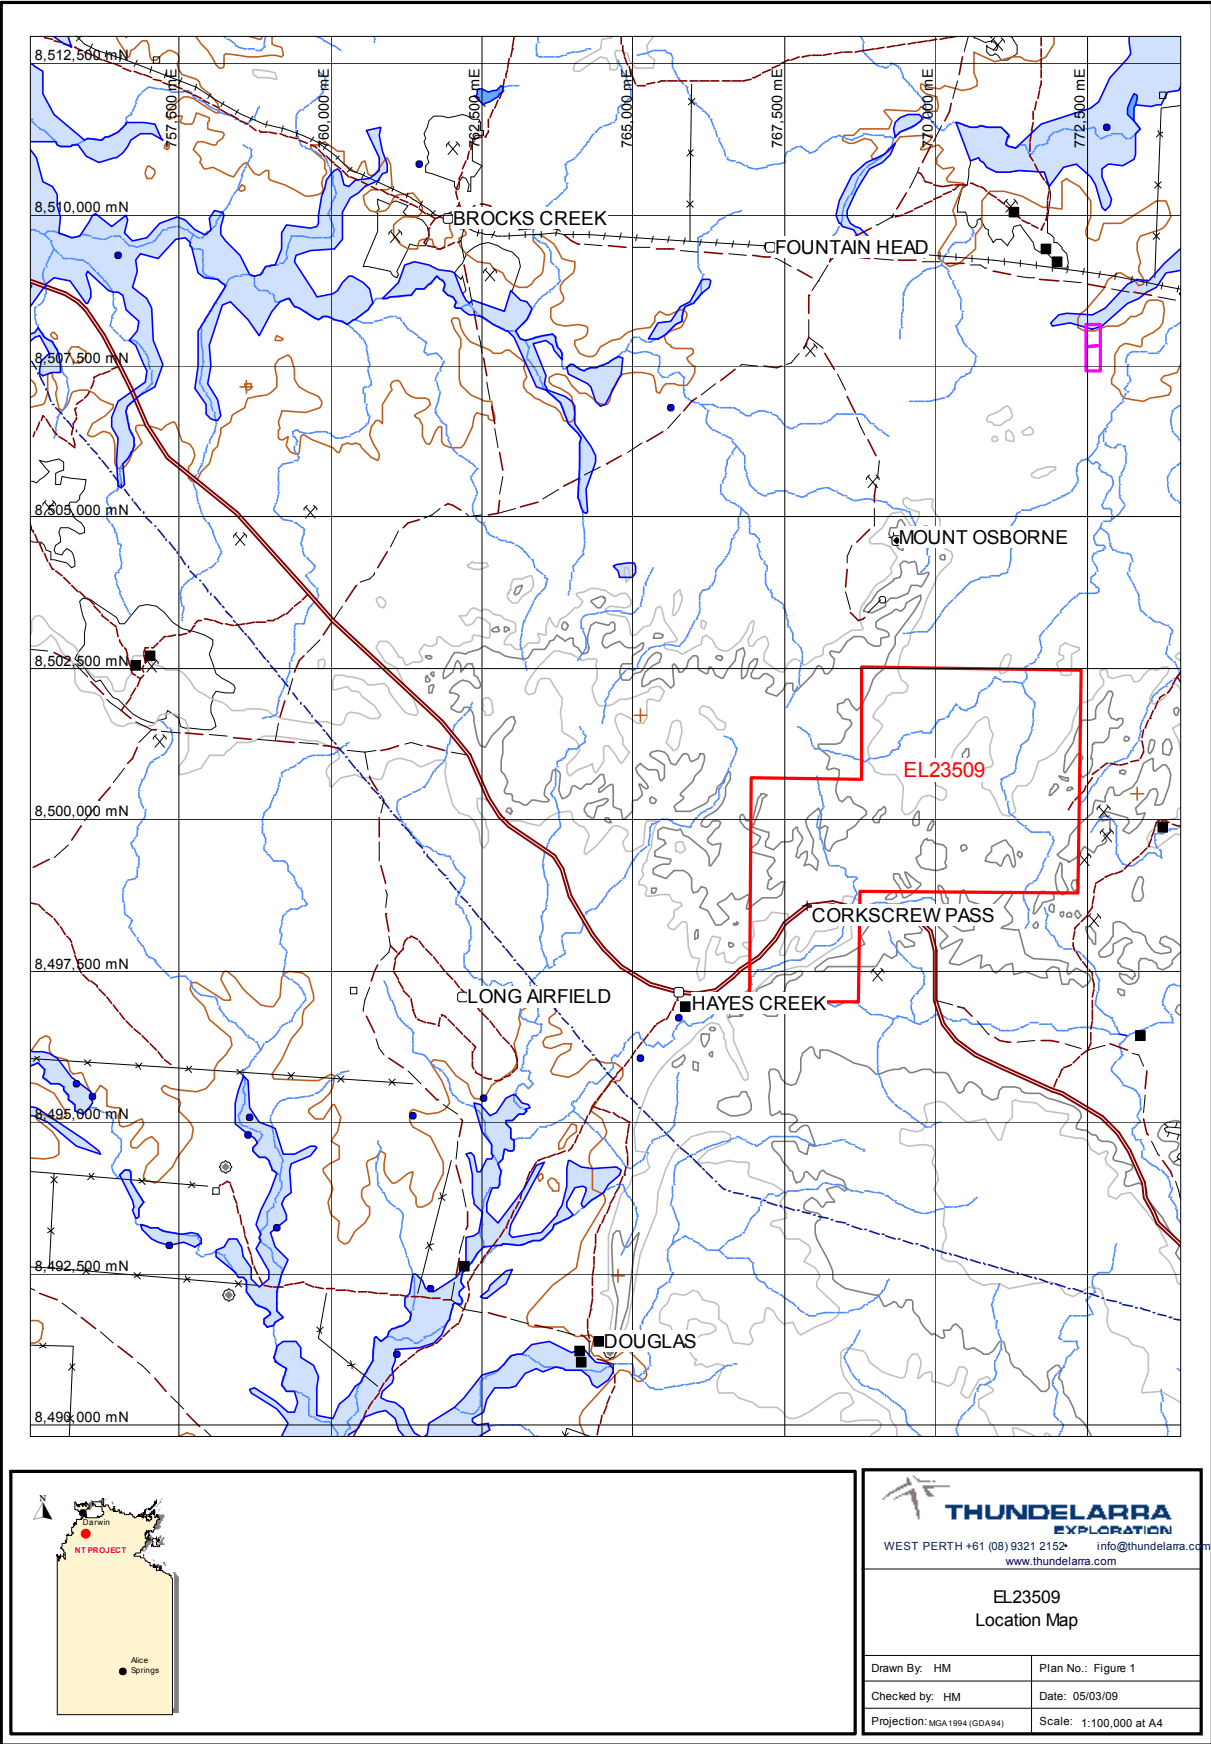 8,512,500 mN
757,500 mE
760,000 mE
762,500 mE
765,000 mE
767,500 mE
770,000 mE
772,500 mE
8,510,000 mN
BROCKS CREEK
FOUNTAIN HEAD
8,507,500 mN
8,505,000 mN
MOUNT OSBORNE
8,502,500 mN
EL23509
8,500,000 mN
CORKSCREW PASS
8,497,500 mN
LONG AIRFIELD
HAYES CREEK
8,495,000 mN
8,492,500 mN
DOUGLAS
8,490,000 mN
N
Darwin
NT PROJECT
Alice
Springs
THUNDELARRA
EXPLORATION
WEST PERTH +61 (08) 9321 2152• info@thundelarra.com
www.thundelarra.com
EL23509
Location Map
Drawn By: HM
Plan No.: Figure 1
Checked by: HM
Date: 05/03/09
Projection: MGA 1994 (GDA 94)
Scale: 1:100,000 at A4